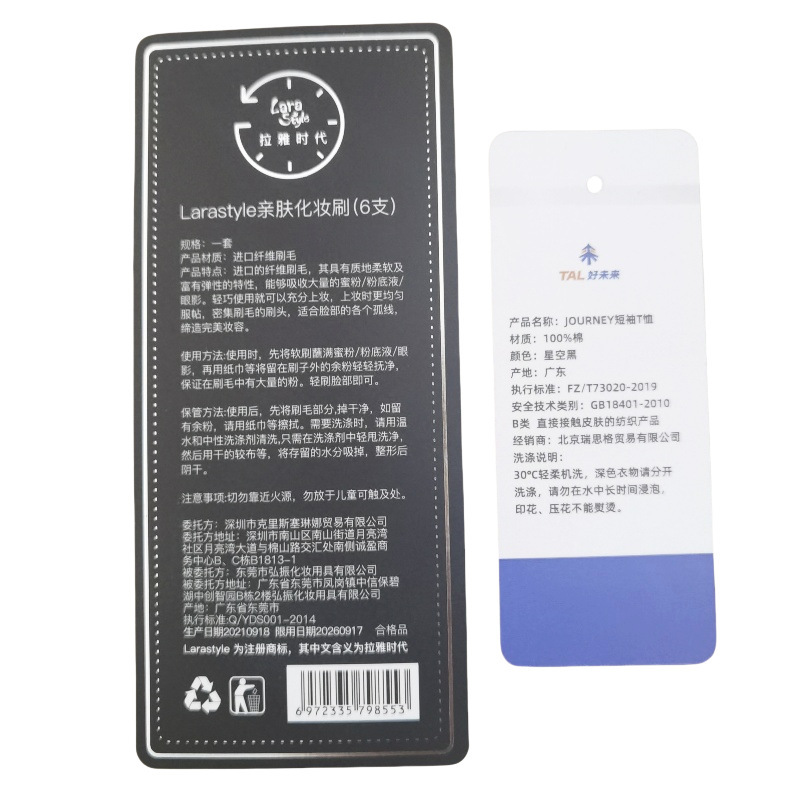 Lara
Style
拉雅时代
Larastyle亲肤化妆刷(6支)
规格：一套
产品材质：进口纤维刷毛
产品特点：进口的纤维刷毛，其具有质地柔软及
富有弹性的特性，能够吸收大量的蜜粉/粉底液/
眼影。轻巧使用就可以充分上妆，上妆时更均匀
服帖，密集刷毛的刷头，适合脸部的各个孤线，
缔造完美妆容。
使用方法:使用时，先将软刷蘸满蜜粉/粉底液/眼
影，再用纸巾等将留在刷子外的余粉轻轻抚净，
保证在刷毛中有大量的粉。轻刷脸部即可。
保管方法:使用后，先将刷毛部分,掉干净，如留
有余粉，请用纸巾等擦拭。需要洗涤时，请用温
水和中性洗涤剂清洗,只需在洗涤剂中轻甩洗净，
然后用干的较布等，将存留的水分吸掉，整形后
阴干。
注意事项:切勿靠近火源，勿放于儿童可触及处。
委托方：深圳市克里斯塞琳娜贸易有限公司
委托方地址：深圳市南山区南山街道月亮湾
社区月亮湾大道与棉山路交汇处南侧诚盈商
务中心B、C栋B1813-1
被委托方：东莞市弘振化妆用具有限公司
被委托方地址：广东省东莞市凤岗镇中信保碧
湖中创智园B栋2楼弘振化妆用具有限公司
产地：广东省东莞市
执行标准:Q/YDS001-2014
生产日期20210918 限用日期20260917 合格品
Larastyle 为注册商标，其中文含义为拉雅时代
6 972335 798553
TAL 好未来
产品名称：JOURNEY短袖T恤
材质：100%棉
颜色：星空黑
产地：广东
执行标准：FZ/T73020-2019
安全技术类别：GB18401-2010
B类 直接接触皮肤的纺织产品
经销商：北京瑞思格贸易有限公司
洗涤说明：
30℃轻柔机洗，深色衣物请分开
洗涤，请勿在水中长时间浸泡，
印花、压花不能熨烫。